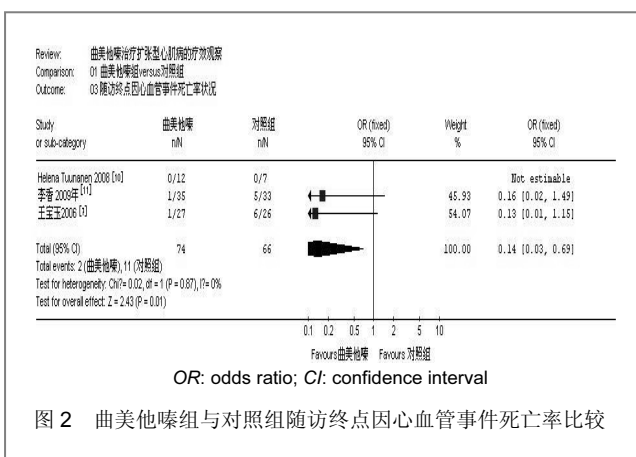 Review: 曲美他嗪治疗扩张型心肌病的疗效观察
Comparison: 01 曲美他嗪组versus对照组
Outcome: 03 随访终点因心血管事件死亡率状况
Study 曲美他嗪 对照组 OR (fixed) Weight OR (fixed)
or sub-category n/N n/N 95% CI % 95% CI
Helena Tuunanen 2008 [10] 0/12 0/7 Not estimable
李香 2009年 [11] 1/35 5/33 45.93 0.16 [0.02, 1.49]
王宝玉2006 [1] 1/27 6/26 54.07 0.13 [0.01, 1.15]
Total (95% CI) 74 66 100.00 0.14 [0.03, 0.69]
Total events: 2 (曲美他嗪), 11 (对照组)
Test for heterogeneity: Chi?= 0.02, df = 1 (P = 0.87), I?= 0%
Test for overall effect: Z = 2.43 (P = 0.01)
0.1 0.2 0.5 1 2 5 10
Favours曲美他嗪 Favours 对照组
OR: odds ratio; CI: confidence interval
图 2 曲美他嗪组与对照组随访终点因心血管事件死亡率比较